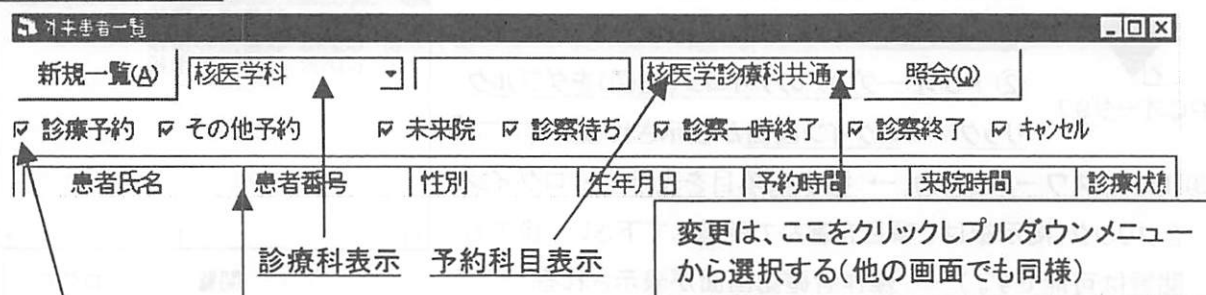 外来患者一覧
新規一覧(A) 核医学科 核医学診療科共通 照会(Q)
診療予約 その他予約 未来院 診察待ち 診察一時終了 診察終了 キャンセル
患者氏名 患者番号 性別 生年月日 予約時間 来院時間 診療状態
診療科表示 予約科目表示
変更は、ここをクリックしプルダウンメニュー
から選択する(他の画面でも同様)